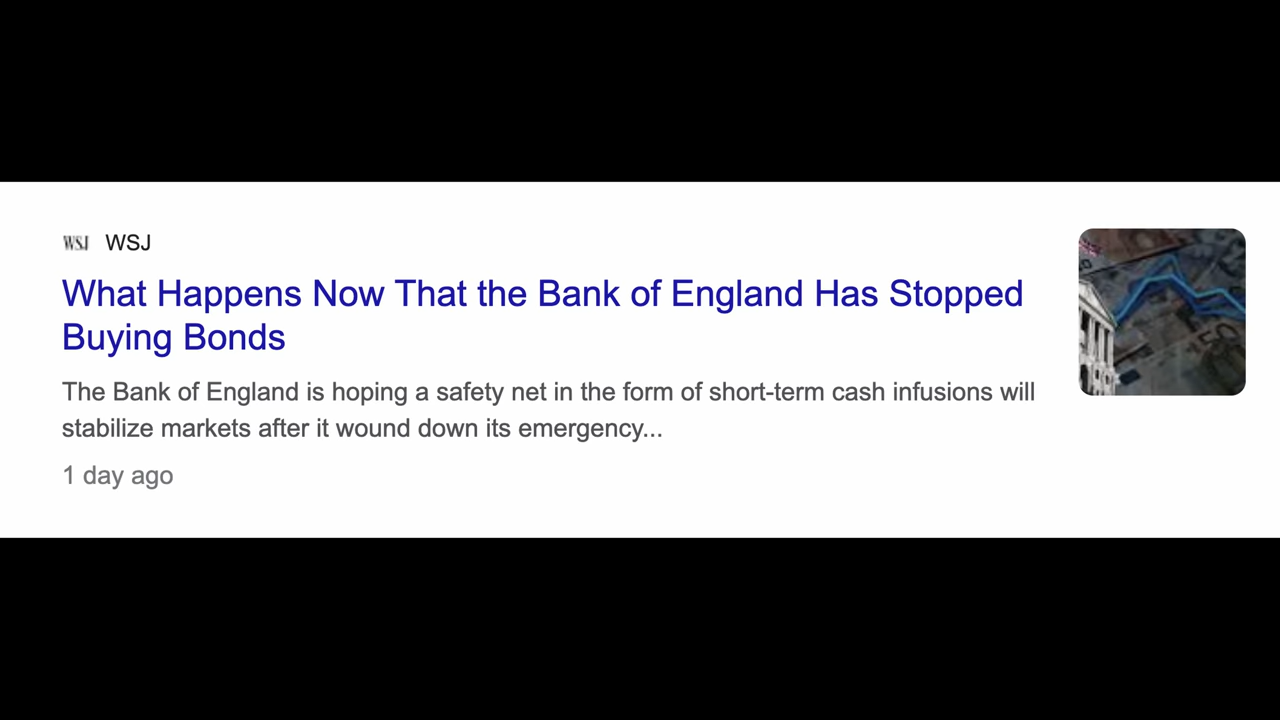 WSJ WSJ
What Happens Now That the Bank of England Has Stopped
Buying Bonds
The Bank of England is hoping a safety net in the form of short-term cash infusions will
stabilize markets after it wound down its emergency...
1 day ago